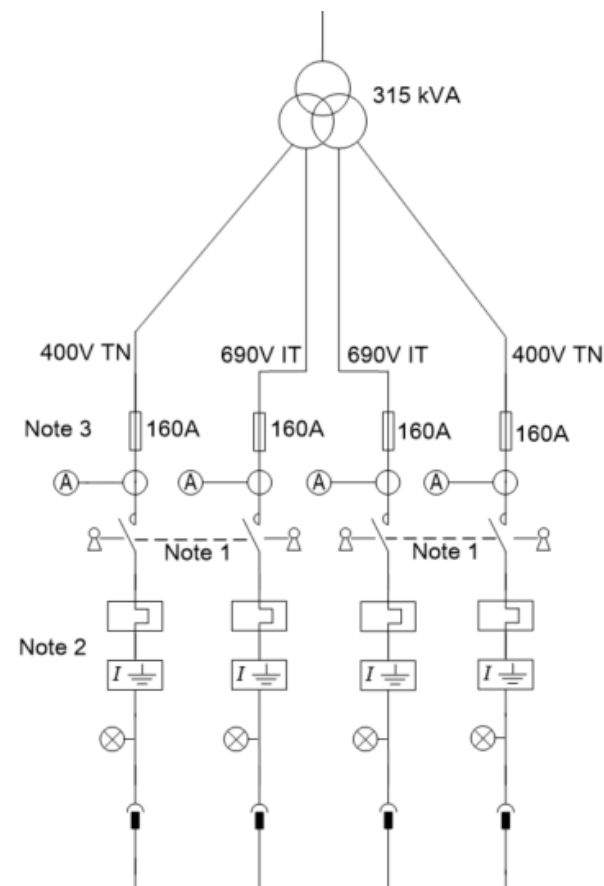 315 kVA
400V TN
690V IT
690V IT
400V TN
Note 3
160A
160A
160A
160A
A
A
A
A
Note 1
Note 1
Note 2
I
I
I
I